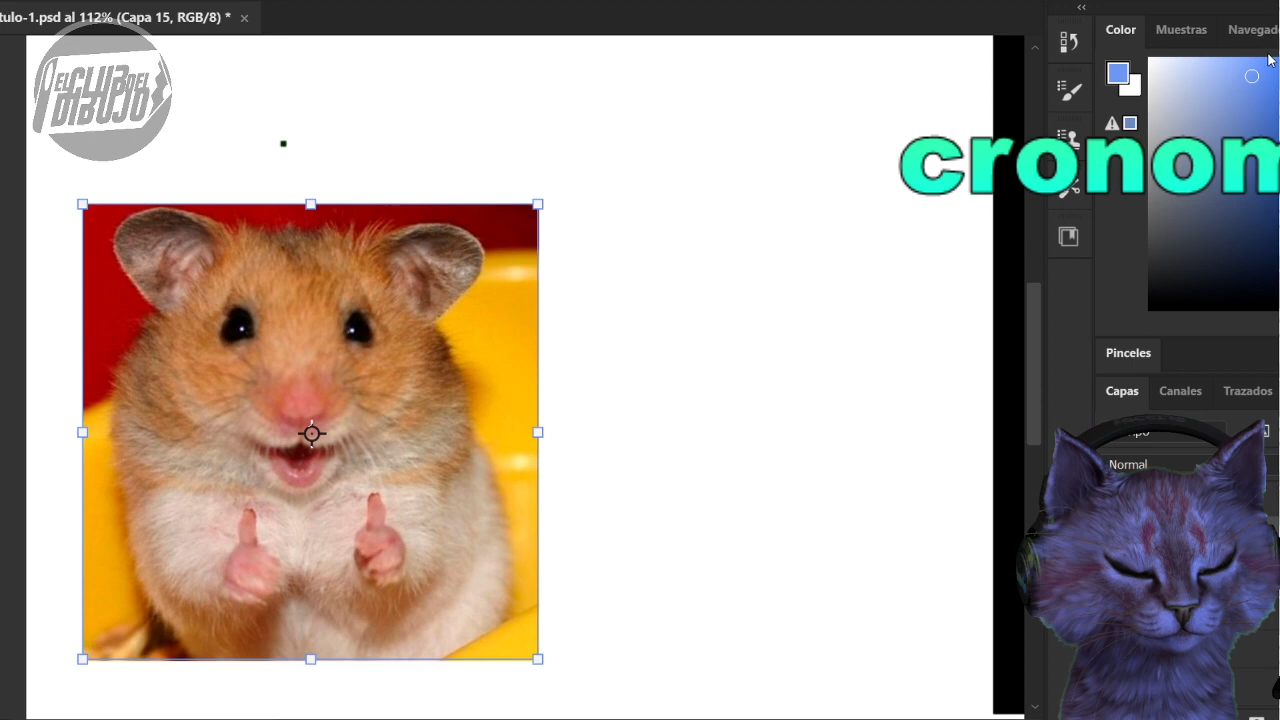 tulo-1.psd al 112% (Capa 15, RGB/8) *
EL CLUB DEL
DIBUJO
Color
Muestras
Navegad
cronom
Pinceles
Capas
Canales
Trazados
Normal